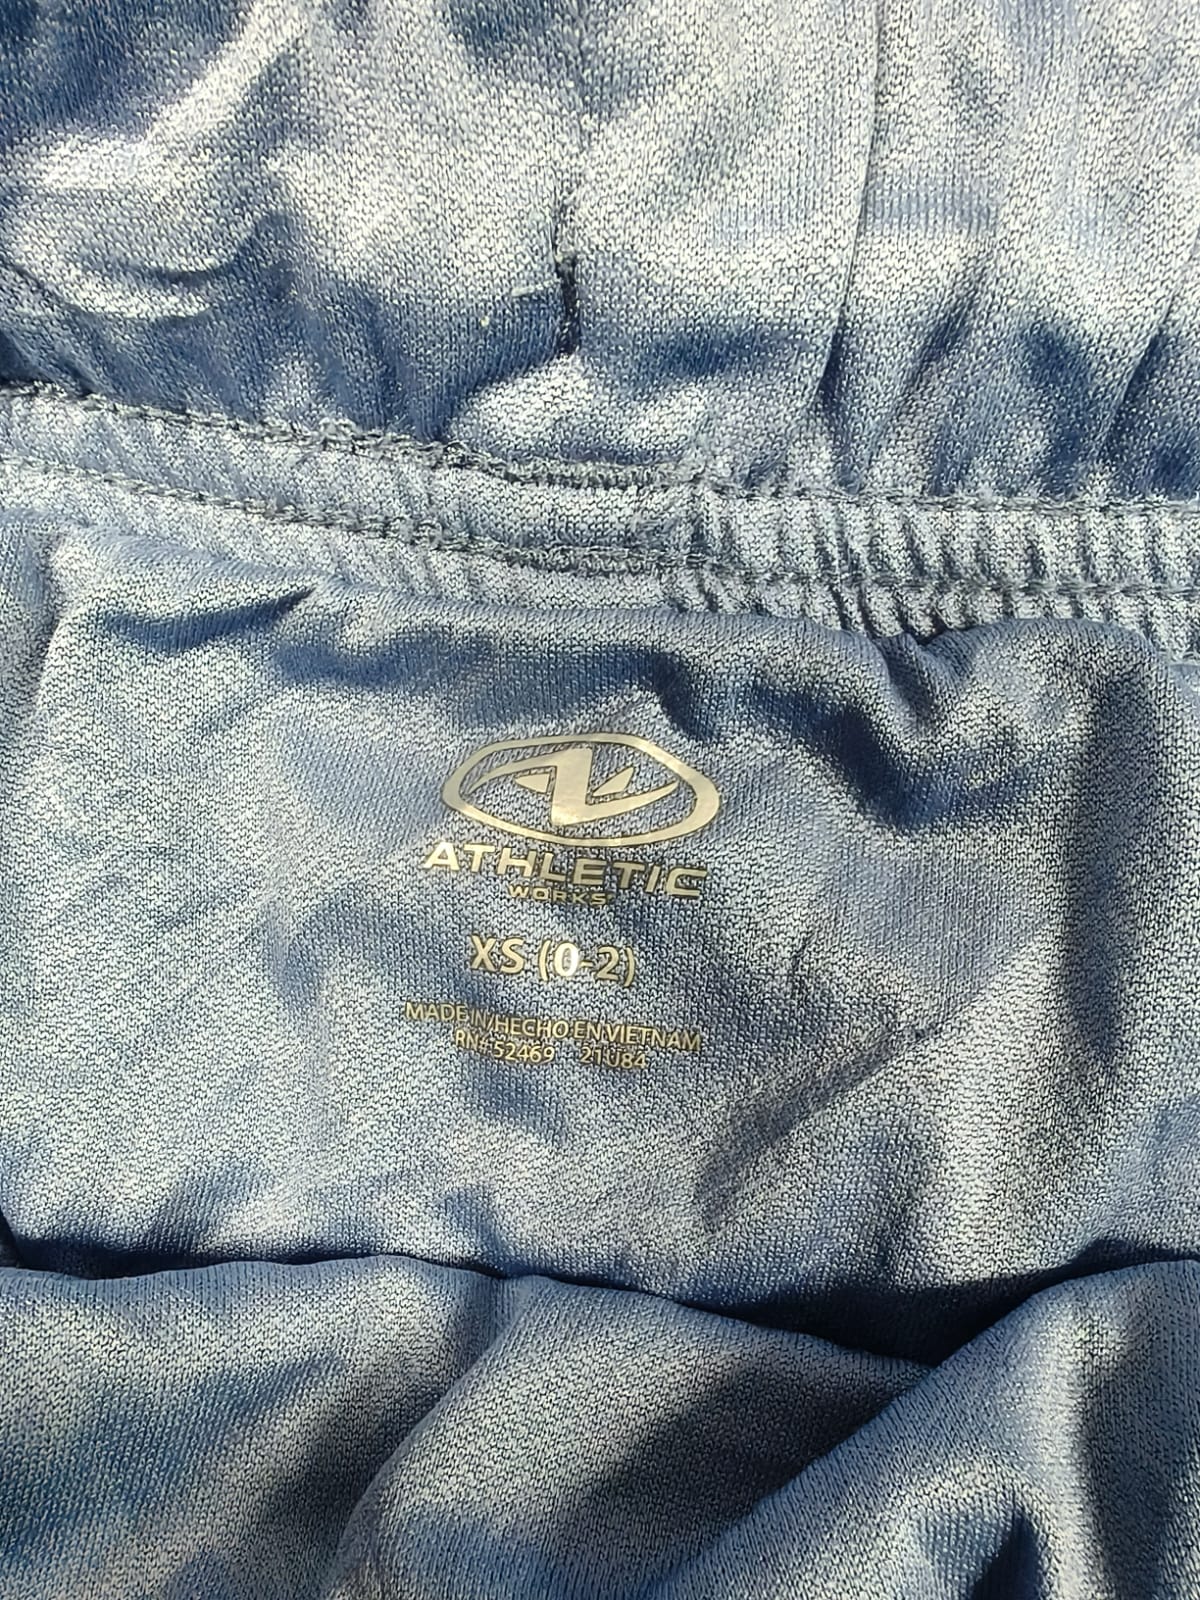 ATHLETIC
WORKS
XS (0-2)
MADE IN/HECHO EN VIETNAM
RN# 52469 21U84